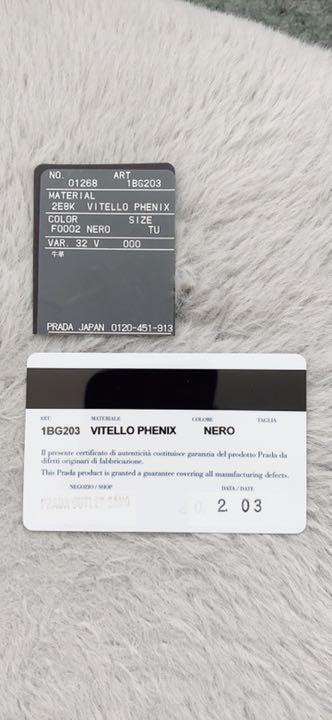 NO. ART
01268 1BG203
MATERIAL
2E8K VITELLO PHENIX
COLOR SIZE
F0002 NERO TU
VAR. 32 V 000
牛革
PRADA JAPAN 0120-451-913
ART. MATERIALE COLORE TAGLIA
1BG203 VITELLO PHENIX NERO
Il presente certificato di autenticità costituisce garanzia del prodotto Prada da
difetti originari di fabbricazione.
This Prada product is granted a guarantee covering all manufacturing defects.
NEGOZIO / SHOP DATA / DATE
PRADA OUTLET SANO 2 03